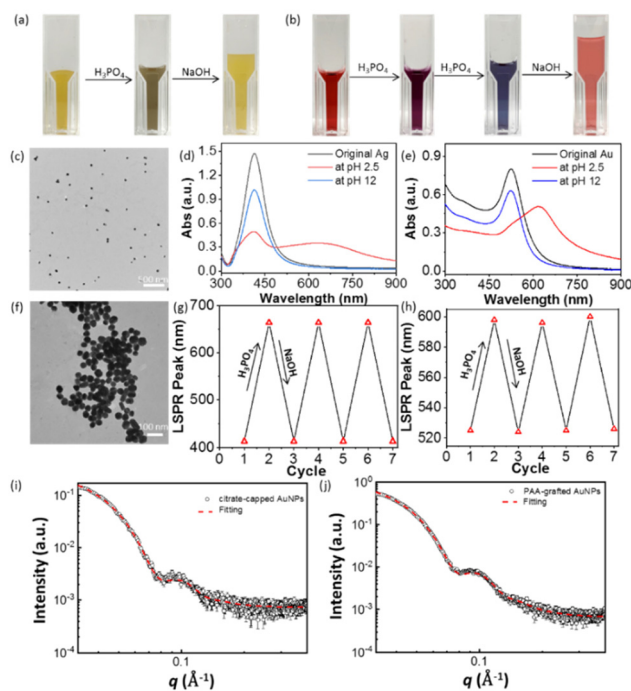 (a)
H₃PO₄
NaOH
(b)
H₃PO₄
H₃PO₄
NaOH
(c)
100 nm
(d)
Abs (a.u.)
1.5
1.2
0.9
0.6
0.3
0.0
Original Ag
at pH 2.5
at pH 12
300 450 600 750 900
Wavelength (nm)
(e)
Abs (a.u.)
0.9
0.6
0.3
0.0
Original Au
at pH 2.5
at pH 12
300 450 600 750 900
Wavelength (nm)
(f)
100 nm
(g)
LSPR Peak (nm)
700
600
500
400
H₃PO₄
NaOH
0 1 2 3 4 5 6 7
Cycle
(h)
LSPR Peak (nm)
600
580
560
540
520
H₃PO₄
NaOH
0 1 2 3 4 5 6 7
Cycle
(i)
Intensity (a.u.)
10⁻¹
10⁻²
10⁻³
10⁻⁴
citrate-capped AuNPs
Fitting
0.1
q (Å⁻¹)
(j)
Intensity (a.u.)
10⁰
10⁻¹
10⁻²
10⁻³
10⁻⁴
PAA-grafted AuNPs
Fitting
0.1
q (Å⁻¹)